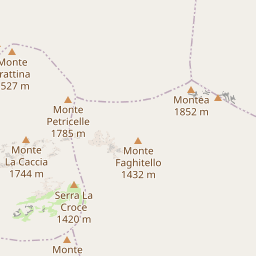 Monte
rattina
527 m
Monte
Petricelle
1785 m
Montea
1852 m
Monte
La Caccia
1744 m
Monte
Faghitello
1432 m
Serra La
Croce
1420 m
Monte